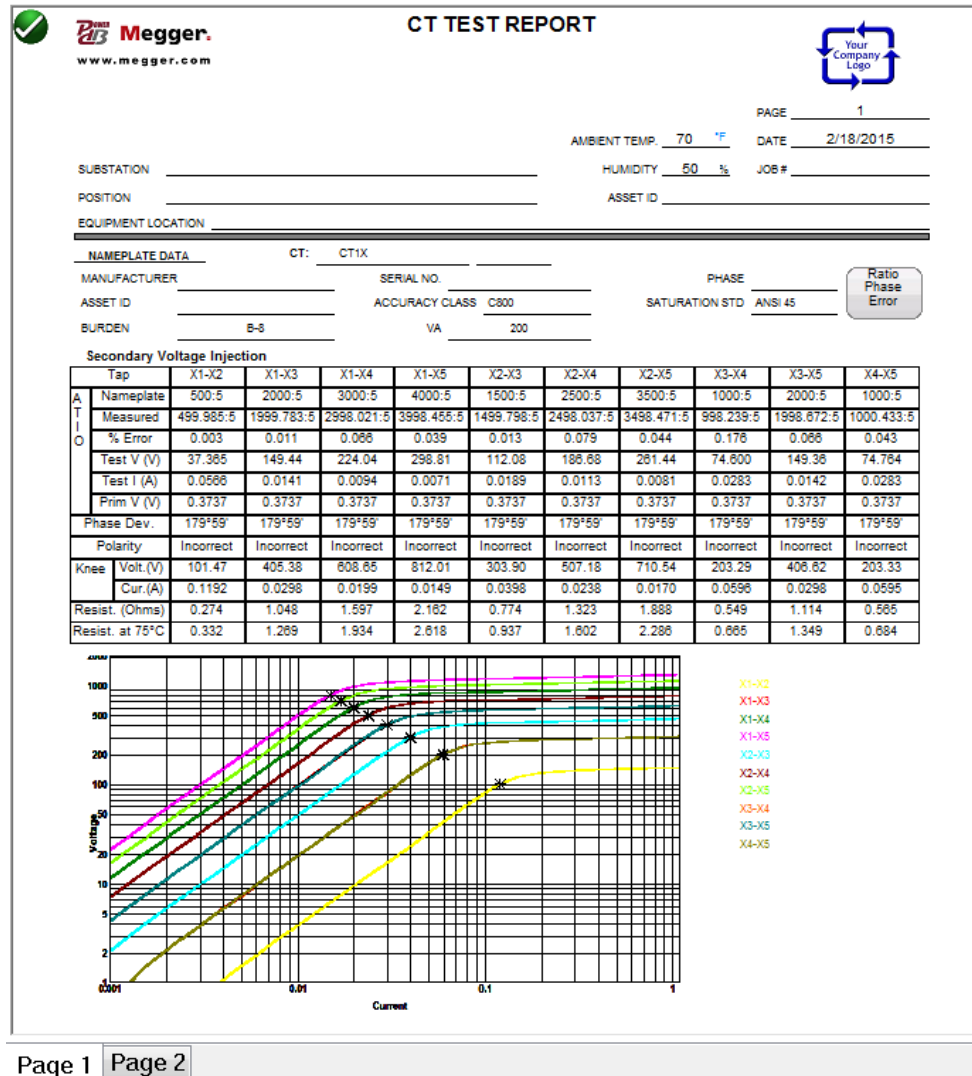 Power
PDB Megger.
www.megger.com
CT TEST REPORT
Your
Company
Logo
PAGE 1
AMBIENT TEMP. 70 °F DATE 2/18/2015
SUBSTATION HUMIDITY 50 % JOB #
POSITION ASSET ID
EQUIPMENT LOCATION
NAMEPLATE DATA CT: CT1X
MANUFACTURER SERIAL NO. PHASE
Ratio
Phase
Error
ASSET ID ACCURACY CLASS C800 SATURATION STD ANSI 45
BURDEN B-8 VA 200
Secondary Voltage Injection
Tap X1-X2 X1-X3 X1-X4 X1-X5 X2-X3 X2-X4 X2-X5 X3-X4 X3-X5 X4-X5
ATIO
Nameplate 500:5 2000:5 3000:5 4000:5 1500:5 2500:5 3500:5 1000:5 2000:5 1000:5
Measured 499.985:5 1999.783:5 2998.021:5 3998.455:5 1499.798:5 2498.037:5 3498.471:5 998.239:5 1998.672:5 1000.433:5
% Error 0.003 0.011 0.066 0.039 0.013 0.079 0.044 0.176 0.066 0.043
Test V (V) 37.365 149.44 224.04 298.81 112.08 186.68 261.44 74.600 149.36 74.764
Test I (A) 0.0566 0.0141 0.0094 0.0071 0.0189 0.0113 0.0081 0.0283 0.0142 0.0283
Prim V (V) 0.3737 0.3737 0.3737 0.3737 0.3737 0.3737 0.3737 0.3737 0.3737 0.3737
Phase Dev. 179°59' 179°59' 179°59' 179°59' 179°59' 179°59' 179°59' 179°59' 179°59' 179°59'
Polarity Incorrect Incorrect Incorrect Incorrect Incorrect Incorrect Incorrect Incorrect Incorrect Incorrect
Knee Volt.(V) 101.47 405.38 608.65 812.01 303.90 507.18 710.54 203.29 406.62 203.33
Cur.(A) 0.1192 0.0298 0.0199 0.0149 0.0398 0.0238 0.0170 0.0596 0.0298 0.0595
Resist. (Ohms) 0.274 1.048 1.597 2.162 0.774 1.323 1.888 0.549 1.114 0.565
Resist. at 75°C 0.332 1.269 1.934 2.618 0.937 1.602 2.286 0.665 1.349 0.684
2000
1000
500
200
100
50
20
10
5
2
1
Voltage
0.001 0.01 0.1 1
Current
X1-X2
X1-X3
X1-X4
X1-X5
X2-X3
X2-X4
X2-X5
X3-X4
X3-X5
X4-X5
Page 1 Page 2